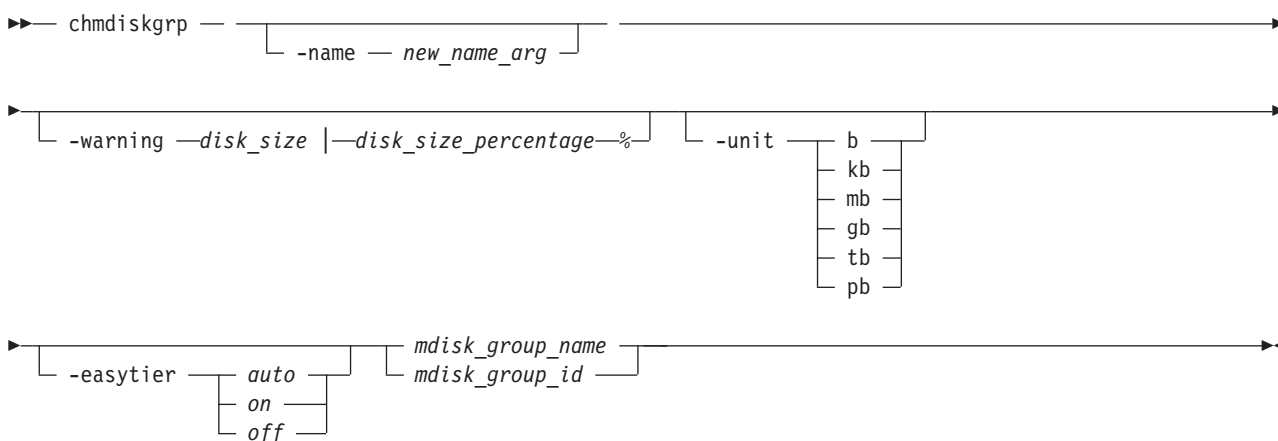 chmdiskgrp
-name new_name_arg
-warning disk_size | disk_size_percentage %
-unit b
kb
mb
gb
tb
pb
-easytier auto
on
off
mdisk_group_name
mdisk_group_id